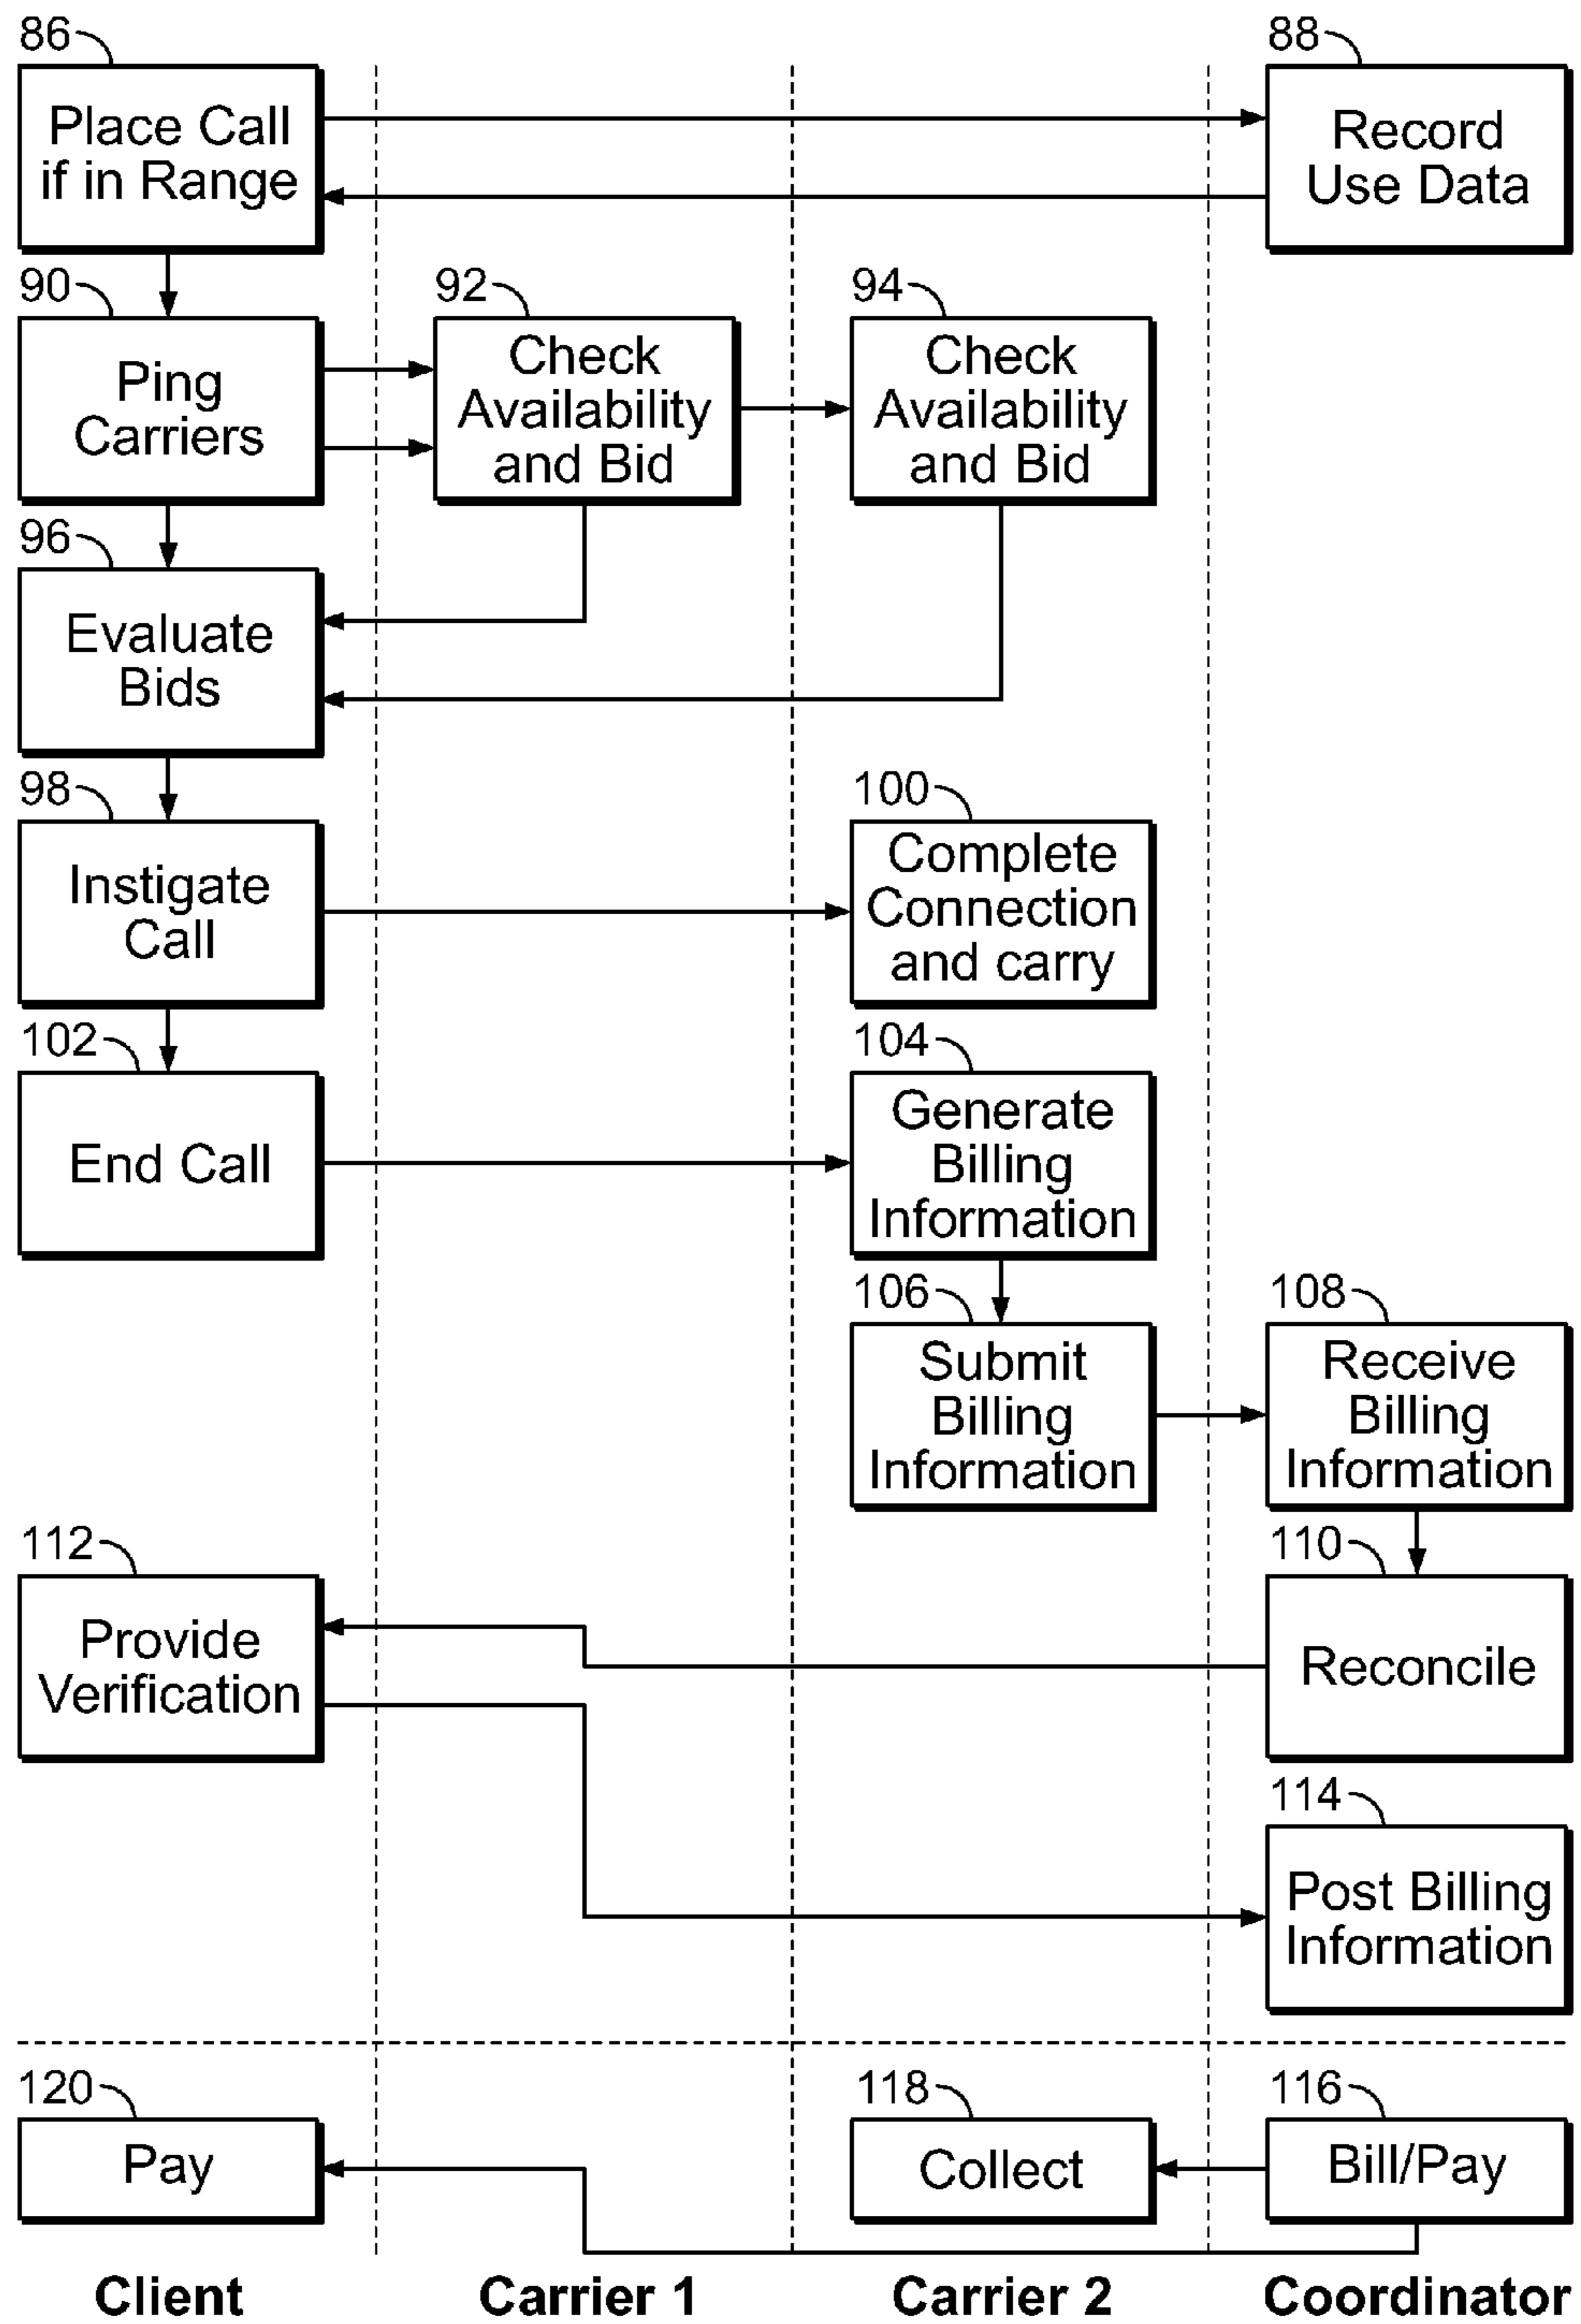 86
88
Place Call
if in Range
Record
Use Data
90
92
94
Ping
Carriers
Check
Availability
and Bid
Check
Availability
and Bid
96
Evaluate
Bids
98
100
Instigate
Call
Complete
Connection
and carry
102
104
End Call
Generate
Billing
Information
106
108
Submit
Billing
Information
Receive
Billing
Information
112
110
Provide
Verification
Reconcile
114
Post Billing
Information
120
118
116
Pay
Collect
Bill/Pay
Client
Carrier 1
Carrier 2
Coordinator